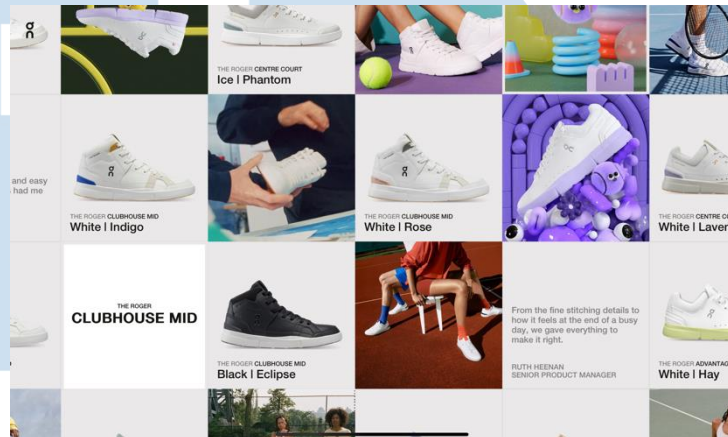 THE ROGER CENTRE COURT
Ice | Phantom
and easy
had me
THE ROGER CLUBHOUSE MID
White | Indigo
THE ROGER CLUBHOUSE MID
White | Rose
THE ROGER CENTRE CO
White | Laven
THE ROGER
CLUBHOUSE MID
THE ROGER CLUBHOUSE MID
Black | Eclipse
From the fine stitching details to
how it feels at the end of a busy
day, we gave everything to
make it right.
RUTH HEENAN
SENIOR PRODUCT MANAGER
THE ROGER ADVANTAG
White | Hay